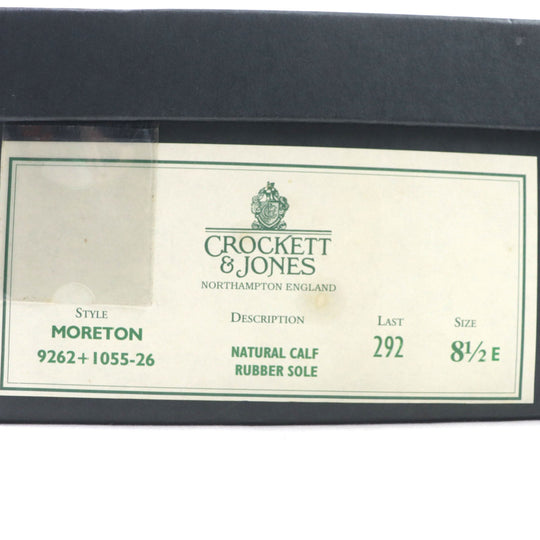 CROCKETT
& JONES
NORTHAMPTON ENGLAND
STYLE
MORETON
9262+1055-26
DESCRIPTION
NATURAL CALF
RUBBER SOLE
LAST
292
SIZE
8½ E